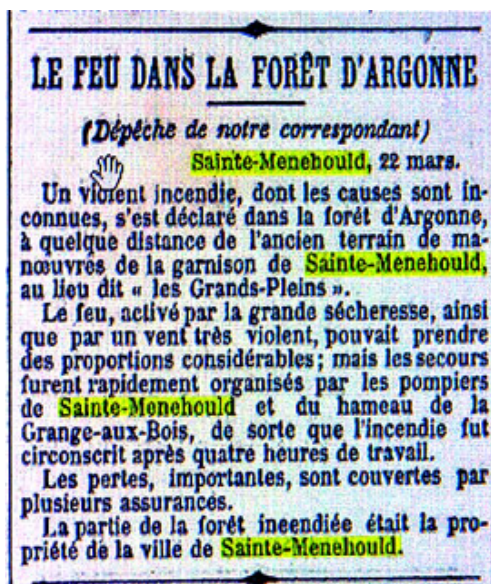 LE FEU DANS LA FORÊT D'ARGONNE
(Dépêche de notre correspondant)
Sainte-Menehould, 22 mars.
Un violent incendie, dont les causes sont in-
connues, s'est déclaré dans la forêt d'Argonne,
à quelque distance de l'ancien terrain de ma-
nœuvres de la garnison de Sainte-Menehould,
au lieu dit « les Grands-Pleins ».
Le feu, activé par la grande sécheresse, ainsi
que par un vent très violent, pouvait prendre
des proportions considérables; mais les secours
furent rapidement organisés par les pompiers
de Sainte-Menehould et du hameau de la
Grange-aux-Bois, de sorte que l'incendie fut
circonscrit après quatre heures de travail.
Les pertes, importantes, sont couvertes par
plusieurs assurances.
La partie de la forêt incendiée était la pro-
priété de la ville de Sainte-Menehould.